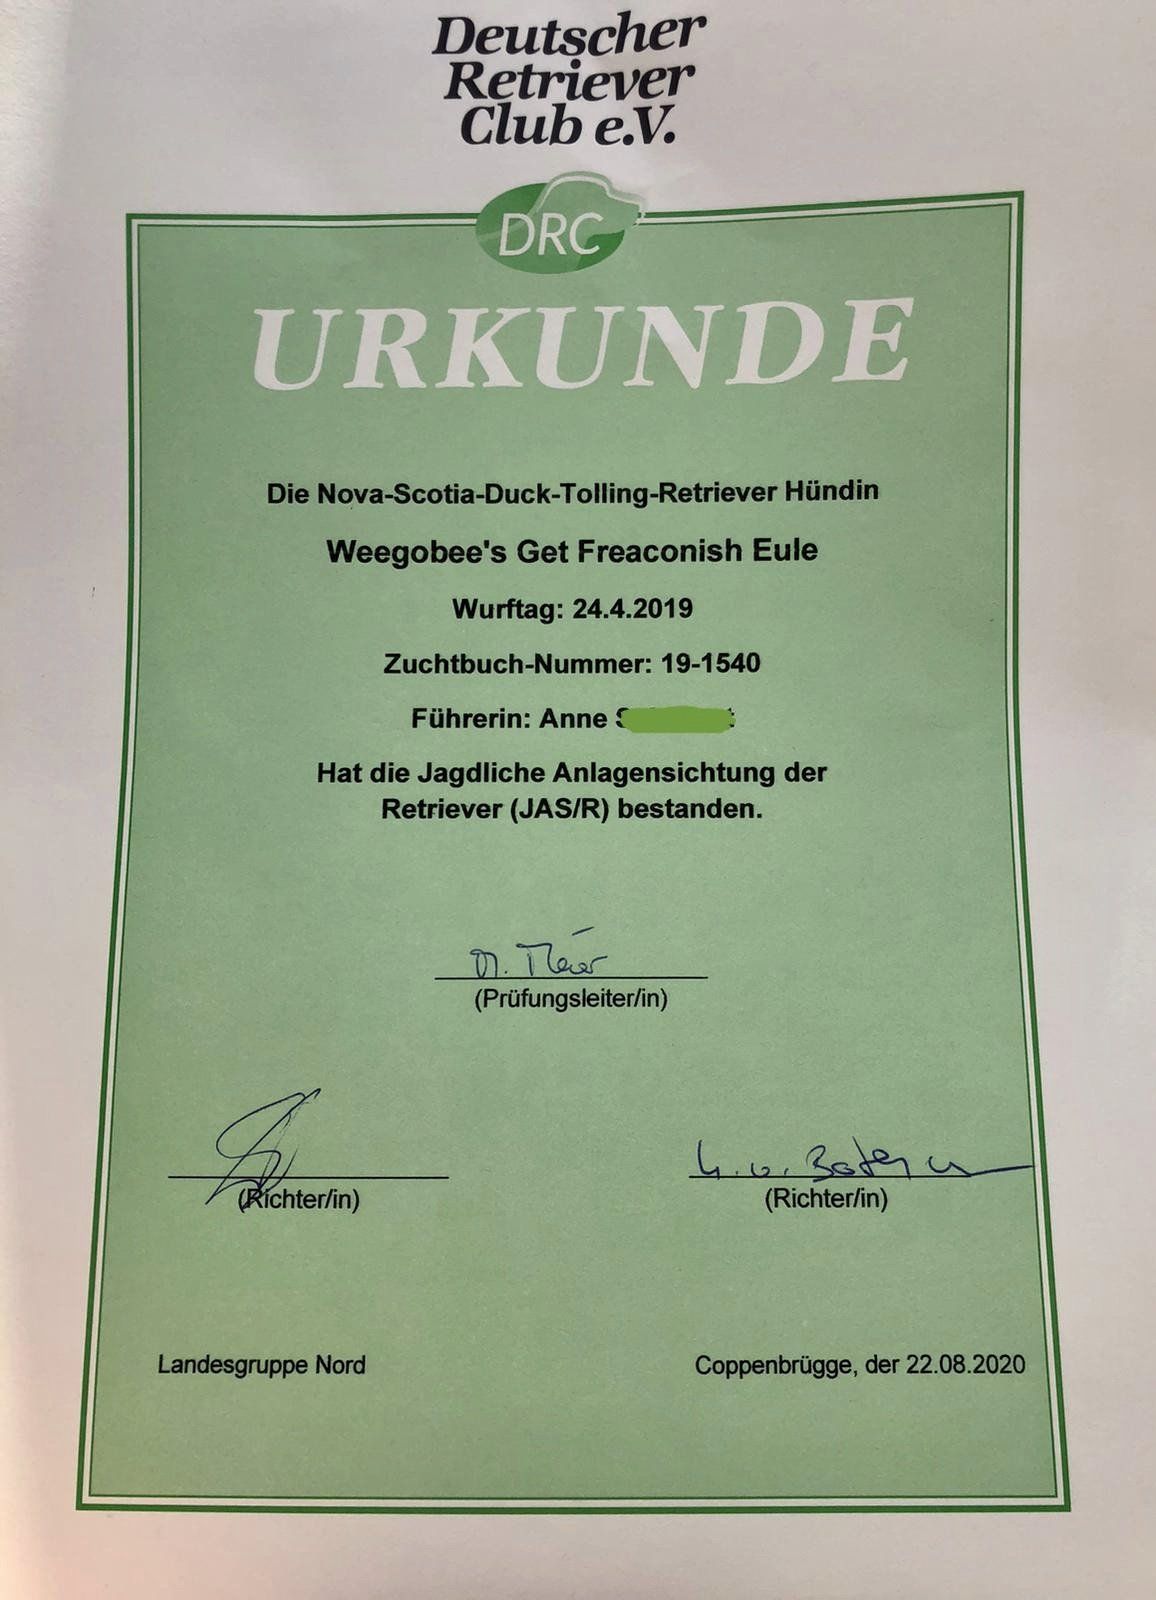 Deutscher
Retriever
Club e.V.
DRC
URKUNDE
Die Nova-Scotia-Duck-Tolling-Retriever Hündin
Weegobee's Get Freaconish Eule
Wurftag: 24.4.2019
Zuchtbuch-Nummer: 19-1540
Führerin: Anne
Hat die Jagdliche Anlagensichtung der
Retriever (JAS/R) bestanden.
(Prüfungsleiter/in)
(Richter/in) (Richter/in)
Landesgruppe Nord Coppenbrügge, der 22.08.2020